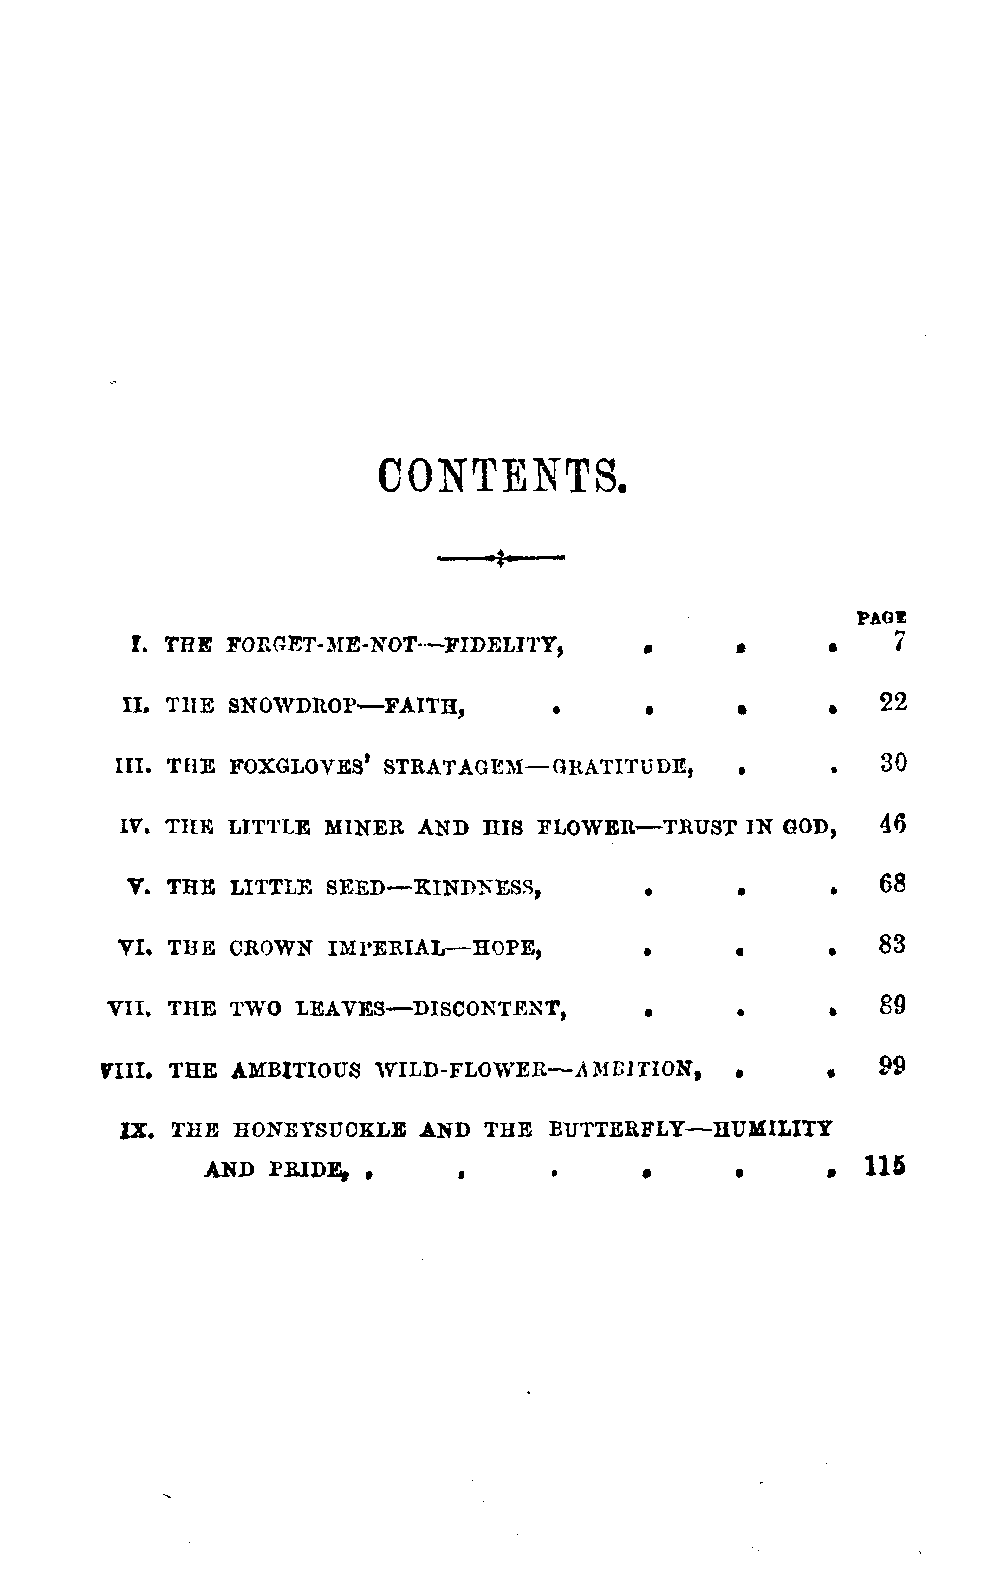 CONTENTS.
PAGE
I. THE FORGET-ME-NOT—FIDELITY, . . . 7
II. THE SNOWDROP—FAITH, . . . . 22
III. THE FOXGLOVES' STRATAGEM—GRATITUDE, . . 30
IV. THE LITTLE MINER AND HIS FLOWER—TRUST IN GOD, 46
V. THE LITTLE SEED—KINDNESS, . . . 68
VI. THE CROWN IMPERIAL—HOPE, . . . 83
VII. THE TWO LEAVES—DISCONTENT, . . . 89
VIII. THE AMBITIOUS WILD-FLOWER—AMBITION, . . 99
IX. THE HONEYSUCKLE AND THE BUTTERFLY—HUMILITY
AND PRIDE, . . . . . . 115